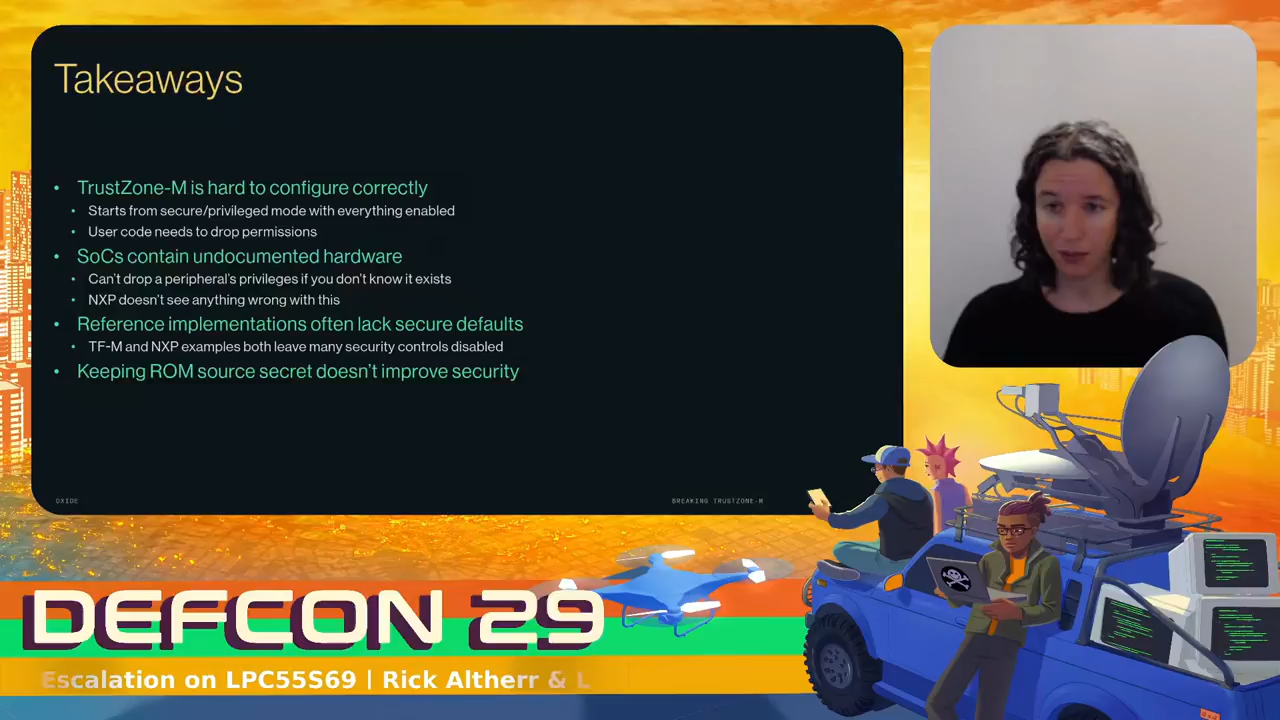 Takeaways
• TrustZone-M is hard to configure correctly
• Starts from secure/privileged mode with everything enabled
• User code needs to drop permissions
• SoCs contain undocumented hardware
• Can't drop a peripheral's privileges if you don't know it exists
• NXP doesn't see anything wrong with this
• Reference implementations often lack secure defaults
• TF-M and NXP examples both leave many security controls disabled
• Keeping ROM source secret doesn't improve security
OXIDE
BREAKING TRUSTZONE-M
DEFCON 29
Escalation on LPC55S69 | Rick Altherr & L